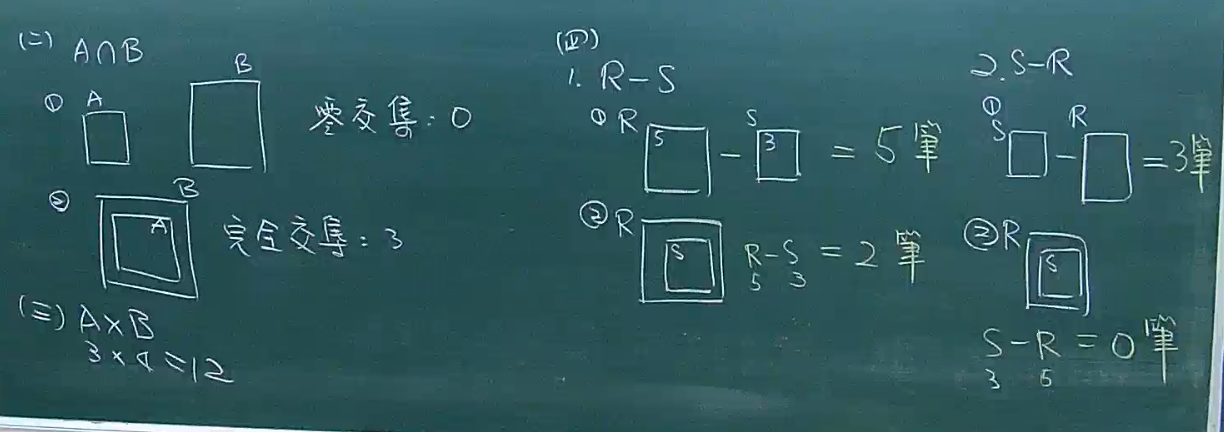 (二) A∩B
① A B 零交集:0
② B A 完全交集:3
(三) A×B
3×4=12
(四)
1. R-S
① R 5 - S 3 = 5筆
② R S R-S = 2筆
5 3
2. S-R
① S - R = 3筆
② R S
S-R = 0筆
3 5